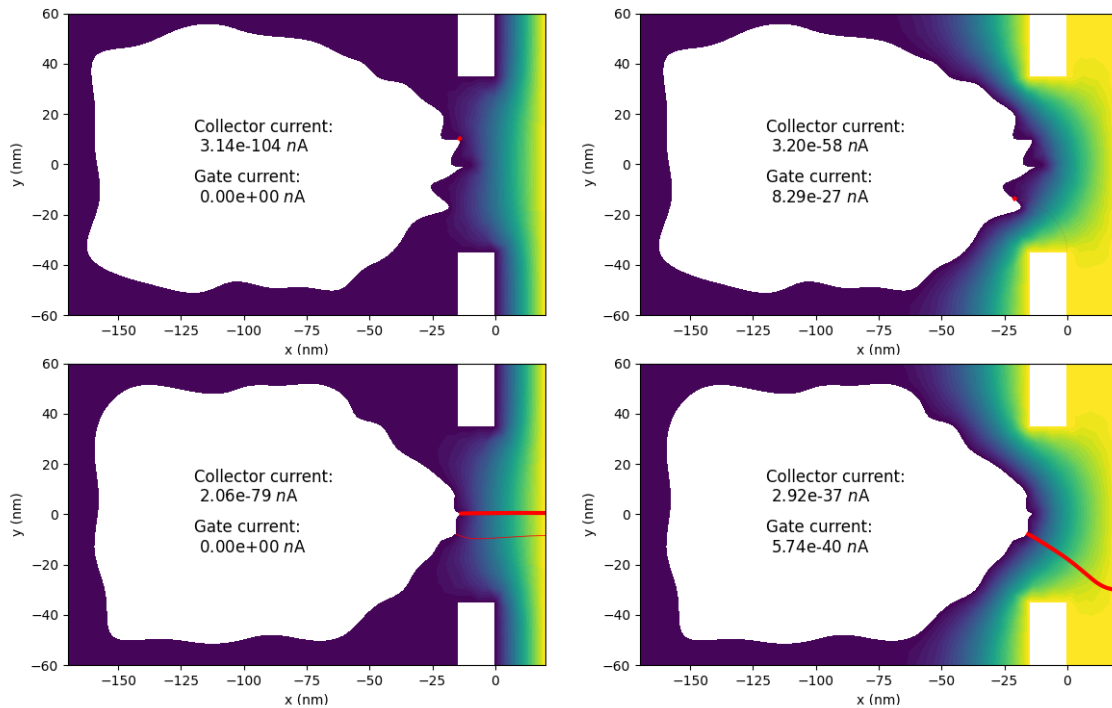 60
40
20
0
−20
−40
−60
y (nm)
Collector current:
3.14e-104 nA
Gate current:
0.00e+00 nA
−150
−125
−100
−75
−50
−25
0
x (nm)
60
40
20
0
−20
−40
−60
y (nm)
Collector current:
3.20e-58 nA
Gate current:
8.29e-27 nA
−150
−125
−100
−75
−50
−25
0
x (nm)
60
40
20
0
−20
−40
−60
y (nm)
Collector current:
2.06e-79 nA
Gate current:
0.00e+00 nA
−150
−125
−100
−75
−50
−25
0
x (nm)
60
40
20
0
−20
−40
−60
y (nm)
Collector current:
2.92e-37 nA
Gate current:
5.74e-40 nA
−150
−125
−100
−75
−50
−25
0
x (nm)